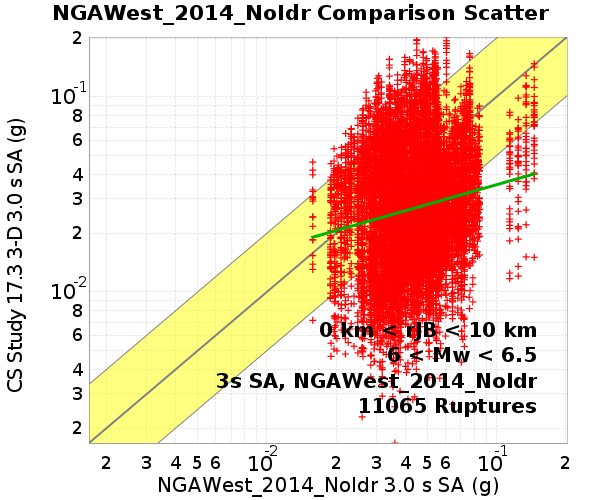 NGAWest_2014_NoIdr Comparison Scatter
CS Study 17.3 3-D 3.0 s SA (g)
2
10-1
8
6
4
3
2
10-2
8
6
4
3
2
0 km < rJB < 10 km
6 < Mw < 6.5
3s SA, NGAWest_2014_NoIdr
11065 Ruptures
2 3 4 5 6 10-2 2 3 4 5 6 10-1 2
NGAWest_2014_NoIdr 3.0 s SA (g)